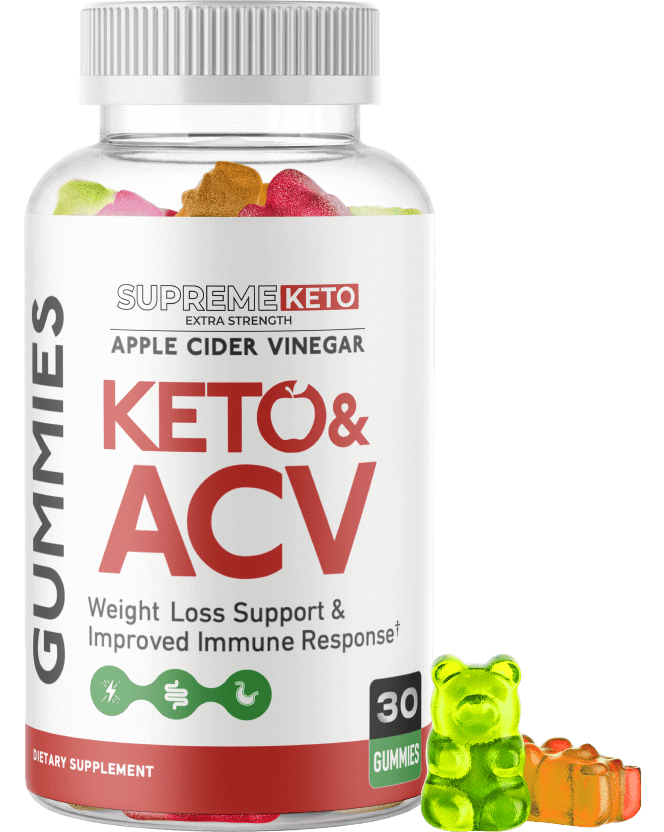 SUPREME KETO
EXTRA STRENGTH
APPLE CIDER VINEGAR
KETO&
ACV
GUMMIES
Weight Loss Support &
Improved Immune Response†
30
GUMMIES
DIETARY SUPPLEMENT